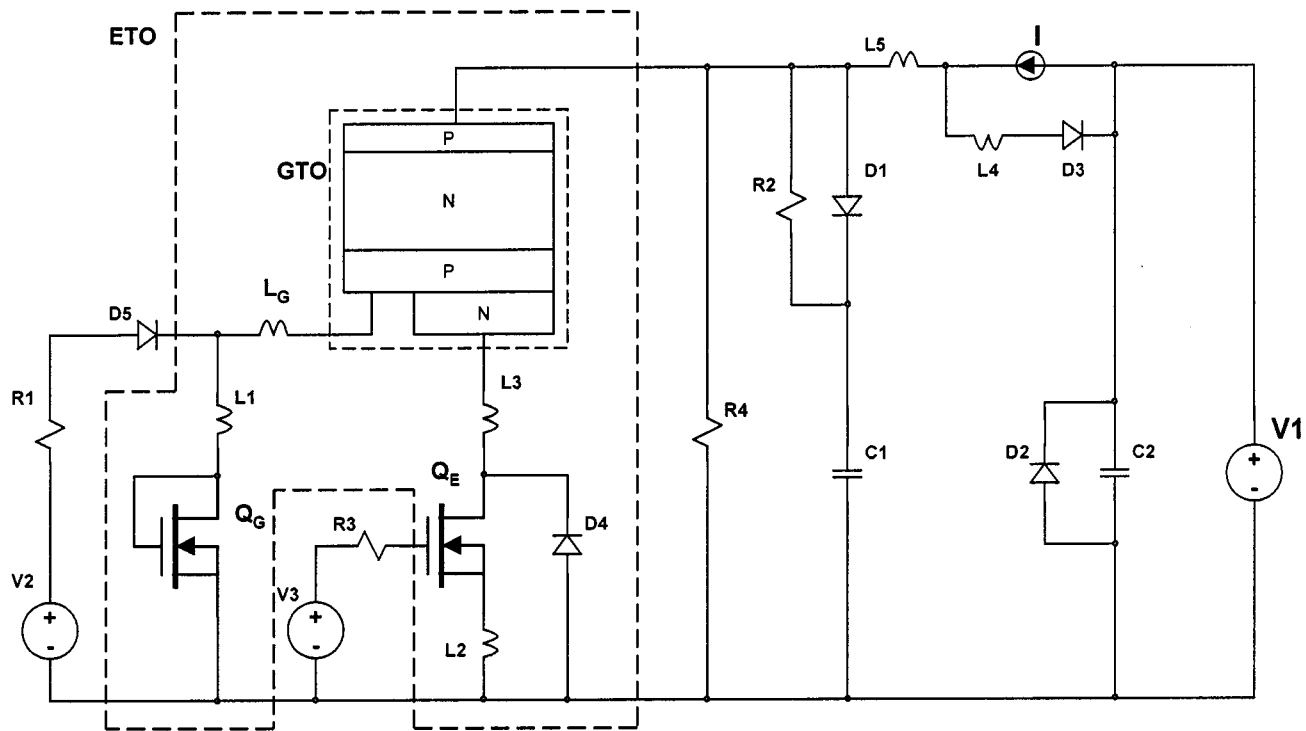 ETO
L5
I
P
GTO
N
R2
D1
L4
D3
P
LG
N
D5
R1
L1
L3
R4
V1
C1
D2
C2
+
-
QE
QG
R3
D4
V2
V3
+
-
+
-
L2